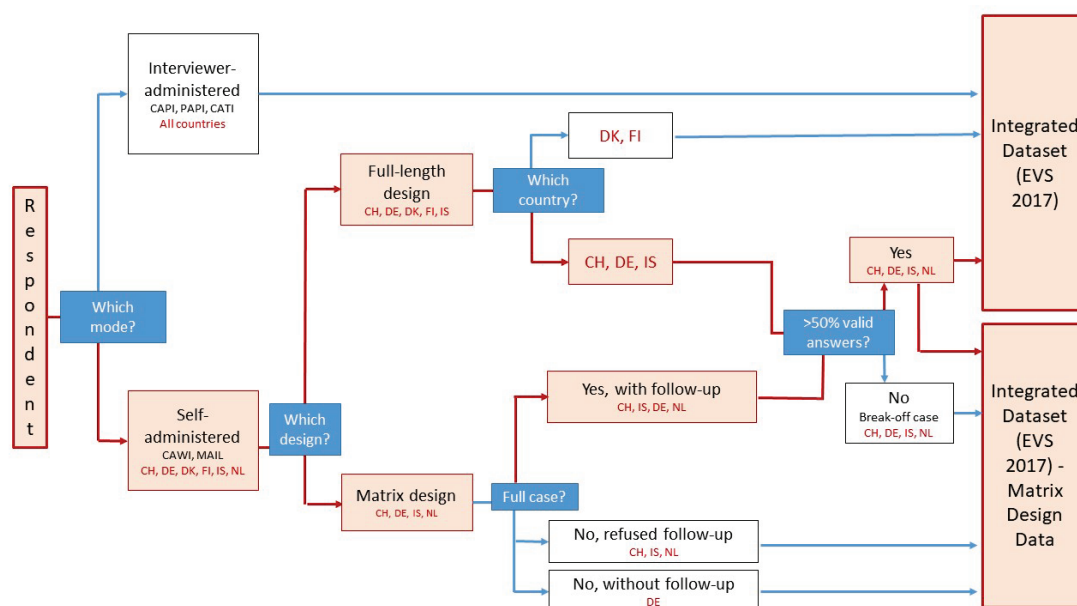 Respondent
Which
mode?
Interviewer-
administered
CAPI, PAPI, CATI
All countries
Self-
administered
CAWI, MAIL
CH, DE, DK, FI, IS, NL
Which
design?
Full-length
design
CH, DE, DK, FI, IS
Which
country?
DK, FI
CH, DE, IS
Matrix design
CH, DE, IS, NL
Full case?
Yes, with follow-up
CH, IS, DE, NL
No, refused follow-up
CH, IS, NL
No, without follow-up
DE
>50% valid
answers?
Yes
CH, DE, IS, NL
No
Break-off case
CH, DE, IS, NL
Integrated
Dataset
(EVS
2017)
Integrated
Dataset
(EVS
2017) -
Matrix
Design
Data